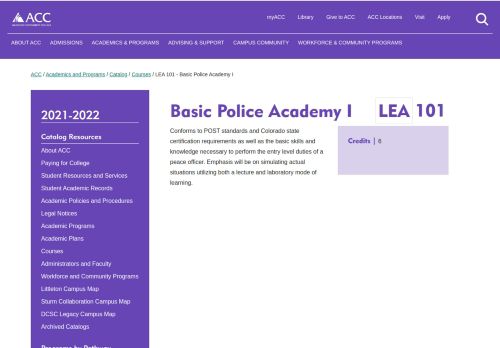 ACC
myACC Library Give to ACC ACC Locations Visit Apply
ABOUT ACC ADMISSIONS ACADEMICS & PROGRAMS ADVISING & SUPPORT CAMPUS COMMUNITY WORKFORCE & COMMUNITY PROGRAMS
ACC / Academics and Programs / Catalog / Courses / LEA 101 - Basic Police Academy I
2021-2022
Catalog Resources
About ACC
Paying for College
Student Resources and Services
Student Academic Records
Academic Policies and Procedures
Legal Notices
Academic Programs
Academic Plans
Courses
Administrators and Faculty
Workforce and Community Programs
Littleton Campus Map
Sturm Collaboration Campus Map
DCSC Legacy Campus Map
Archived Catalogs
Basic Police Academy I LEA 101
Conforms to POST standards and Colorado state
certification requirements as well as the basic skills and
knowledge necessary to perform the entry level duties of a
peace officer. Emphasis will be on simulating actual
situations utilizing both a lecture and laboratory mode of
learning.
Credits | 6